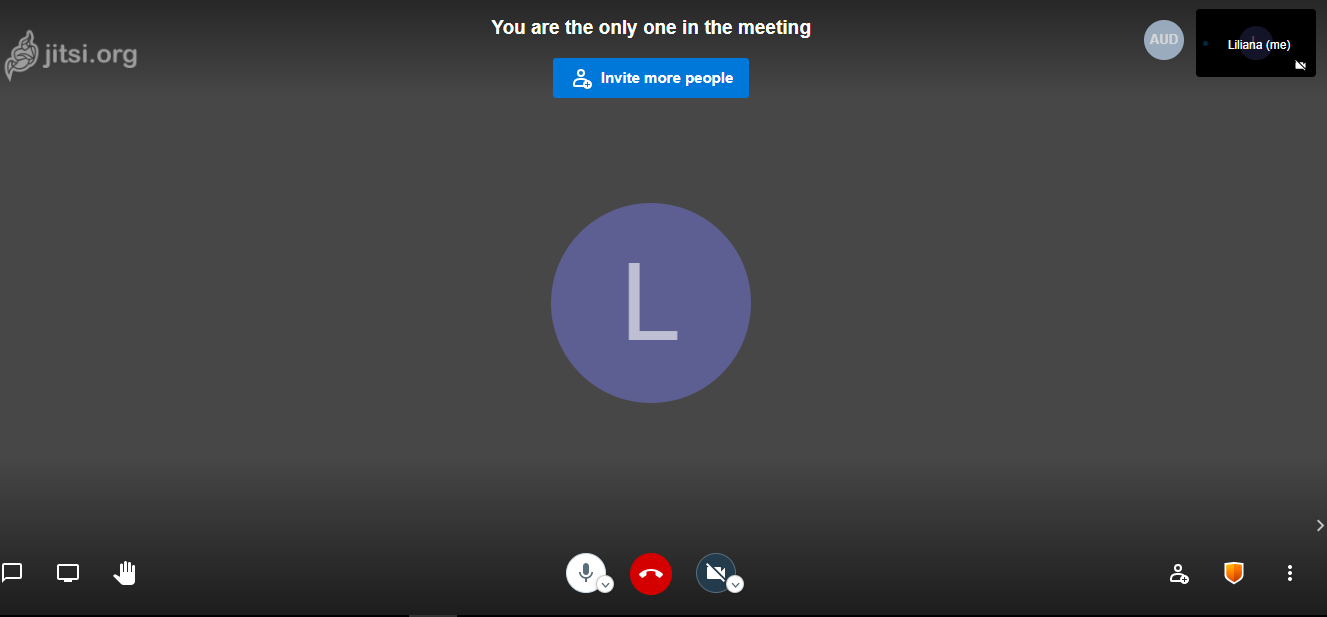 jitsi.org
You are the only one in the meeting
Invite more people
AUD
Liliana (me)
L